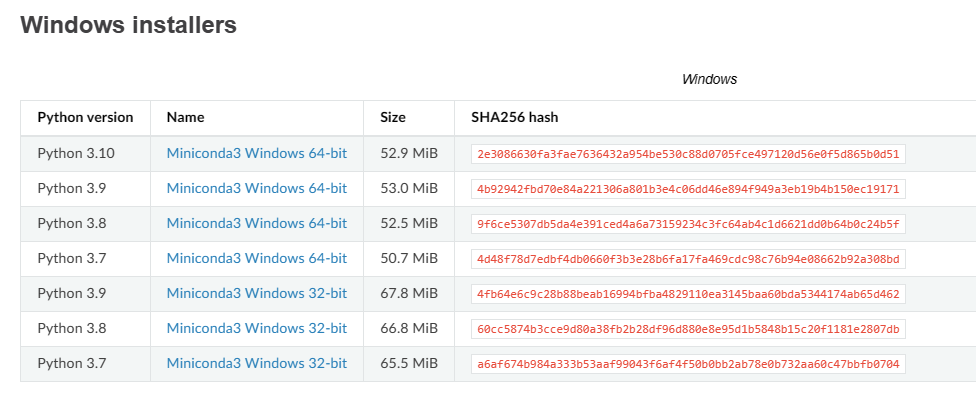 Windows installers
Windows
Python version Name Size SHA256 hash
Python 3.10 Miniconda3 Windows 64-bit 52.9 MiB 2e3086630fa3fae7636432a954be530c88d0705fce497120d56e0f5d865b0d51
Python 3.9 Miniconda3 Windows 64-bit 53.0 MiB 4b92942fbd70e84a221306a801b3e4c06dd46e894f949a3eb19b4b150ec19171
Python 3.8 Miniconda3 Windows 64-bit 52.5 MiB 9f6ce5307db5da4e391ced4a6a73159234c3fc64ab4c1d6621dd0b64b0c24b5f
Python 3.7 Miniconda3 Windows 64-bit 50.7 MiB 4d48f78d7edbf4db0660f3b3e28b6fa17fa469cdc98c76b94e08662b92a308bd
Python 3.9 Miniconda3 Windows 32-bit 67.8 MiB 4fb64e6c9c28b88beab16994bfba4829110ea3145baa60bda5344174ab65d462
Python 3.8 Miniconda3 Windows 32-bit 66.8 MiB 60cc5874b3cce9d80a38fb2b28df96d880e8e95d1b5848b15c20f1181e2807db
Python 3.7 Miniconda3 Windows 32-bit 65.5 MiB a6af674b984a333b53aaf99043f6af4f50b0bb2ab78e0b732aa60c47bbfb0704